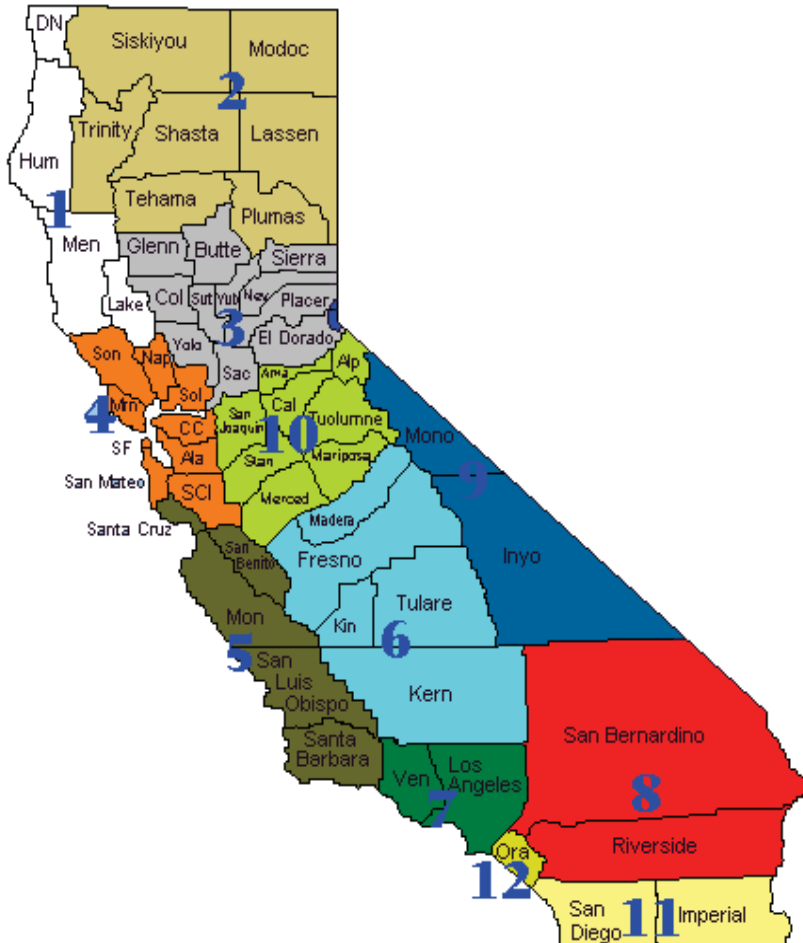 DN
Siskiyou
Modoc
2
Trinity
Shasta
Lassen
Hum
Tehama
1
Plumas
Men
Glenn
Butte
Sierra
Lake
Col
Sut
Yub
Nev
Placer
3
Yolo
El Dorado
Son
Nap
Sac
Ama
Alp
Sol
Mrn
4
San
Joaquin
Cal
Tuolumne
10
CC
SF
Ala
Stan
Mariposa
Mono
9
San Mateo
SCl
Merced
Santa Cruz
Madera
San
Benito
Fresno
Inyo
Mon
Kin
Tulare
5
6
San
Luis
Obispo
Kern
Santa
Barbara
San Bernardino
Ven
Los
Angeles
7
8
Ora
12
Riverside
San
Diego
11
Imperial